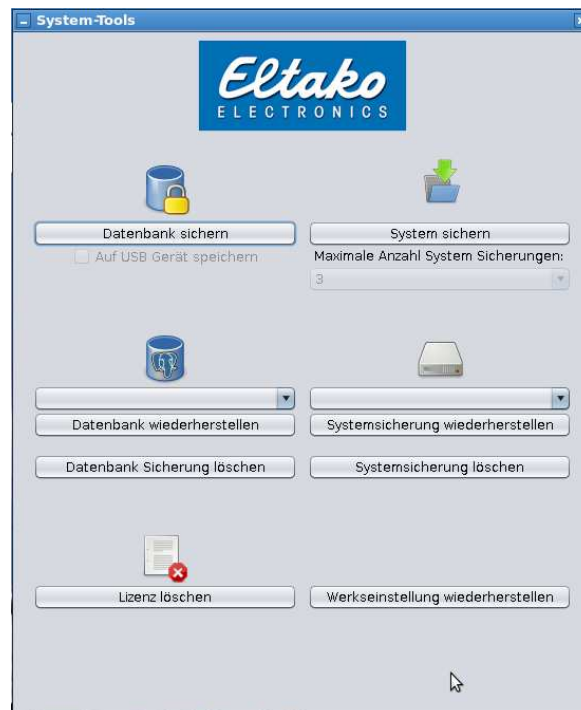 System-Tools
Eltako
ELECTRONICS
Datenbank sichern
System sichern
Auf USB Gerät speichern
Maximale Anzahl System Sicherungen:
3
Datenbank wiederherstellen
Systemsicherung wiederherstellen
Datenbank Sicherung löschen
Systemsicherung löschen
Lizenz löschen
Werkseinstellung wiederherstellen